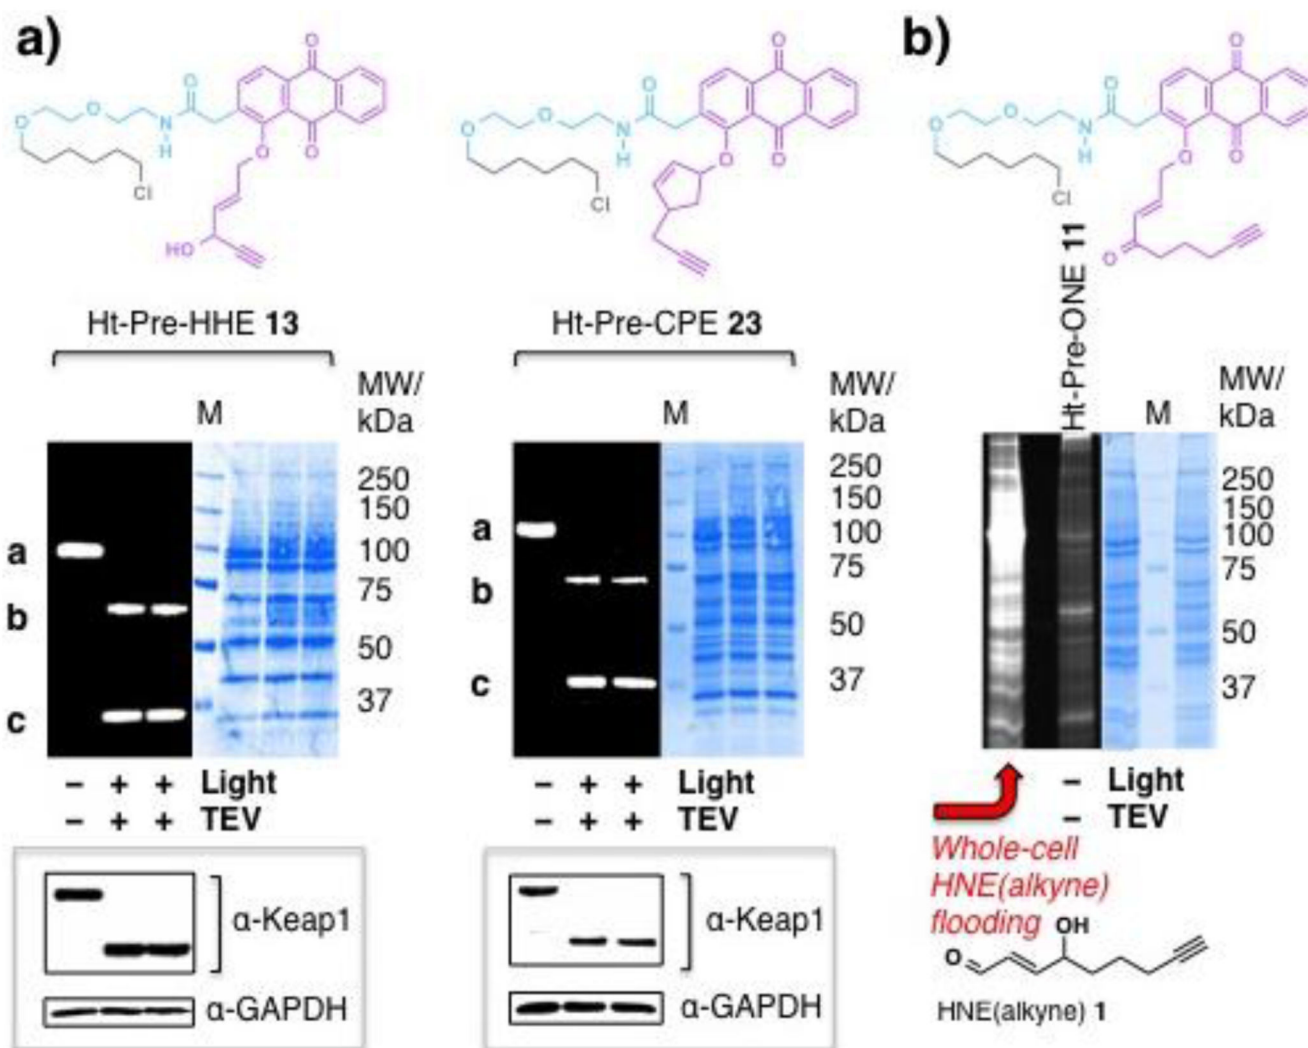 a)
O
O
O
O
O
N
H
O
O
Cl
HO
Ht-Pre-HHE 13
M
MW/
kDa
250
150
100
75
50
37
a
b
c
– + + Light
– + + TEV
α-Keap1
α-GAPDH
O
O
O
O
O
N
H
O
O
Cl
Ht-Pre-CPE 23
M
MW/
kDa
250
150
100
75
50
37
a
b
c
– + + Light
– + + TEV
α-Keap1
α-GAPDH
b)
O
O
O
O
O
N
H
O
O
Cl
O
Ht-Pre-ONE 11
M
MW/
kDa
250
150
100
75
50
37
– Light
– TEV
Whole-cell
HNE(alkyne)
flooding
OH
O
HNE(alkyne) 1